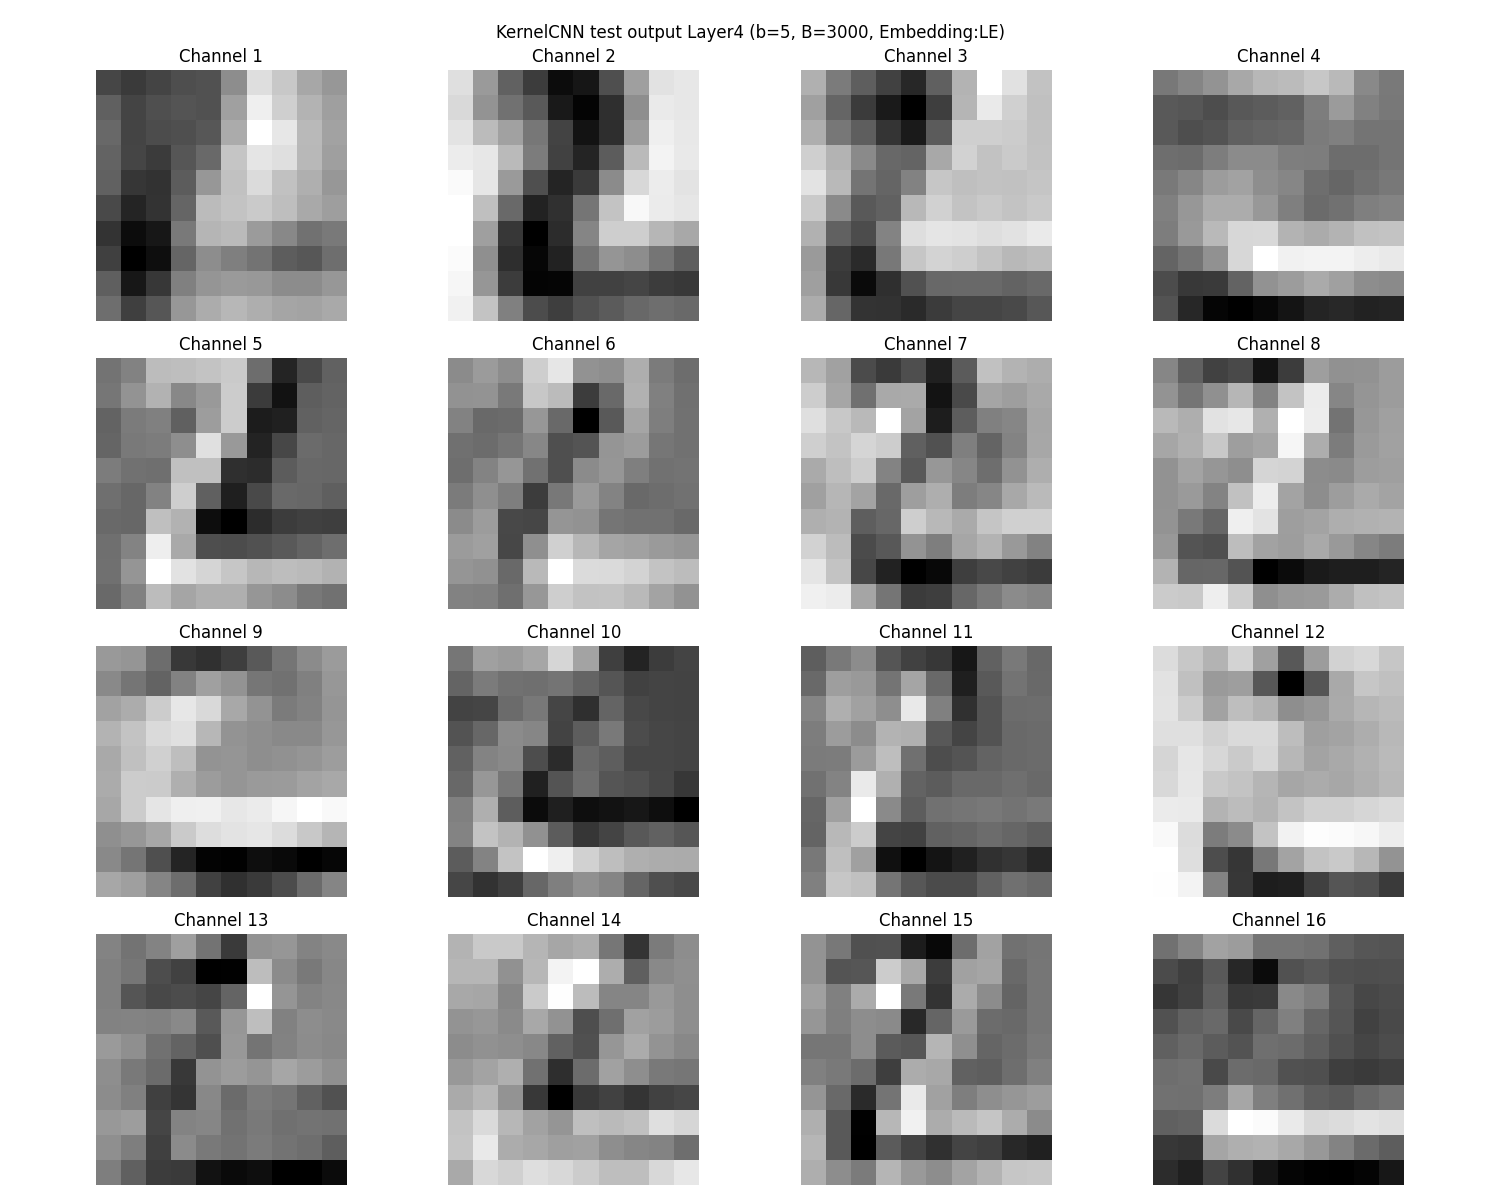 KernelCNN test output Layer4 (b=5, B=3000, Embedding:LE)
Channel 1
Channel 2
Channel 3
Channel 4
Channel 5
Channel 6
Channel 7
Channel 8
Channel 9
Channel 10
Channel 11
Channel 12
Channel 13
Channel 14
Channel 15
Channel 16